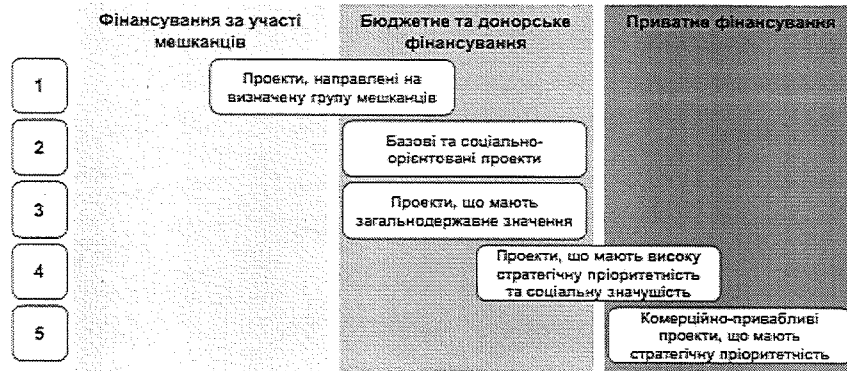 Фінансування за участі
мешканців
Бюджетне та донорське
фінансування
Приватне фінансування
1
Проекти, направлені на
визначену групу мешканців
2
Базові та соціально-
орієнтовані проекти
3
Проекти, що мають
загальнодержавне значення
4
Проекти, що мають високу
стратегічну пріоритетність
та соціальну значущість
5
Комерційно-привабливі
проекти, що мають
стратегічну пріоритетність